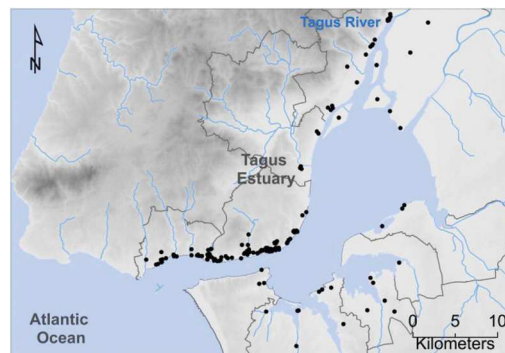 Tagus River
N
Tagus
Estuary
Atlantic
Ocean
0 5 10
Kilometers